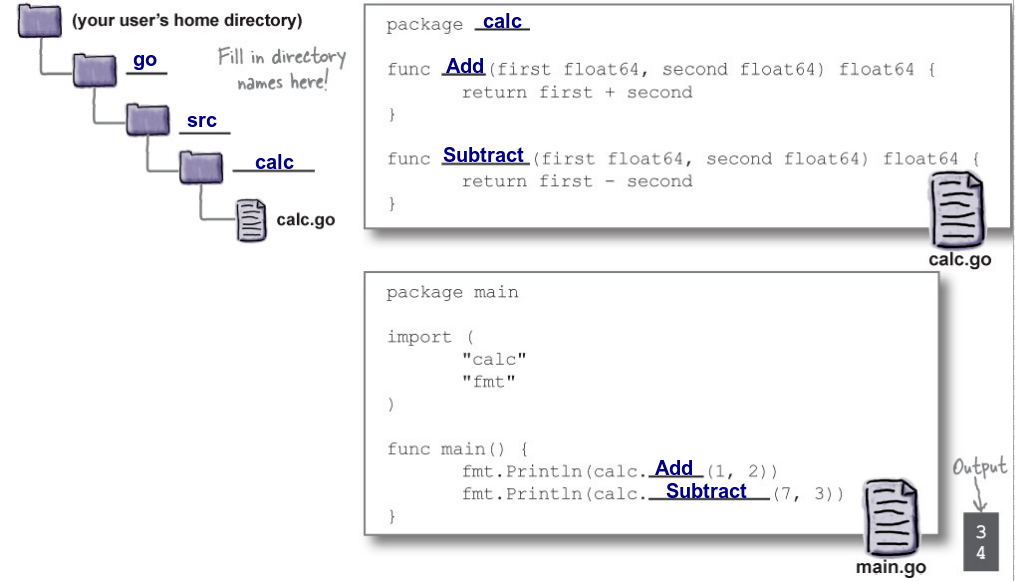 (your user's home directory)
go
Fill in directory
names here!
src
calc
calc.go
package calc
func Add(first float64, second float64) float64 {
return first + second
}
func Subtract(first float64, second float64) float64 {
return first - second
}
calc.go
package main
import (
"calc"
"fmt"
)
func main() {
fmt.Println(calc.Add(1, 2))
fmt.Println(calc.Subtract(7, 3))
}
main.go
Output
3
4